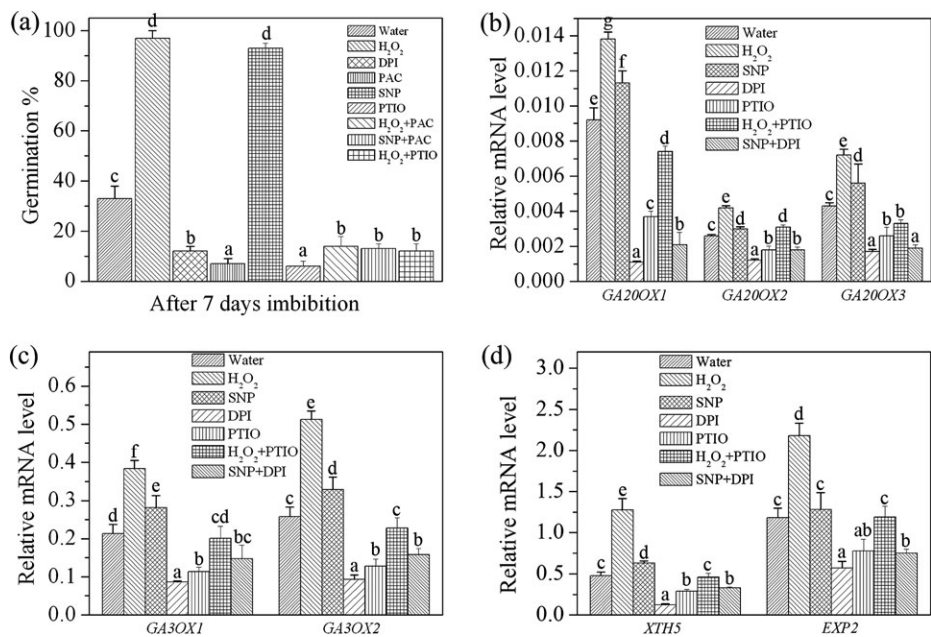 (a)
Germination %
100
80
60
40
20
0
c
d
b
a
d
a
b
b
b
Water
H₂O₂
DPI
PAC
SNP
PTIO
H₂O₂+PAC
SNP+PAC
H₂O₂+PTIO
After 7 days imbibition
(b)
Relative mRNA level
0.014
0.012
0.010
0.008
0.006
0.004
0.002
0.000
e
g
f
a
c
d
b
c
e
d
a
b
d
b
c
e
d
a
b
b
a
Water
H₂O₂
SNP
DPI
PTIO
H₂O₂+PTIO
SNP+DPI
GA20OX1 GA20OX2 GA20OX3
(c)
Relative mRNA level
0.6
0.5
0.4
0.3
0.2
0.1
0.0
d
f
e
a
b
cd
bc
c
e
d
a
b
c
b
Water
H₂O₂
SNP
DPI
PTIO
H₂O₂+PTIO
SNP+DPI
GA3OX1 GA3OX2
(d)
Relative mRNA level
3.0
2.5
2.0
1.5
1.0
0.5
0.0
c
e
d
a
b
c
b
c
d
c
a
ab
c
b
Water
H₂O₂
SNP
DPI
PTIO
H₂O₂+PTIO
SNP+DPI
XTH5 EXP2